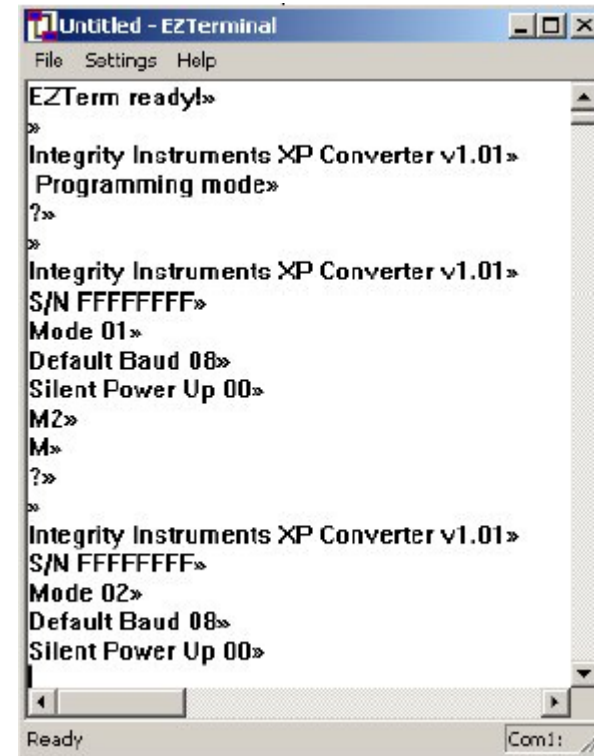 Untitled - EZTerminal
File Settings Help
EZTerm ready!»
»
Integrity Instruments XP Converter v1.01»
Programming mode»
?»
»
Integrity Instruments XP Converter v1.01»
S/N FFFFFFFF»
Mode 01»
Default Baud 08»
Silent Power Up 00»
M2»
M»
?»
»
Integrity Instruments XP Converter v1.01»
S/N FFFFFFFF»
Mode 02»
Default Baud 08»
Silent Power Up 00»
Ready Com1: